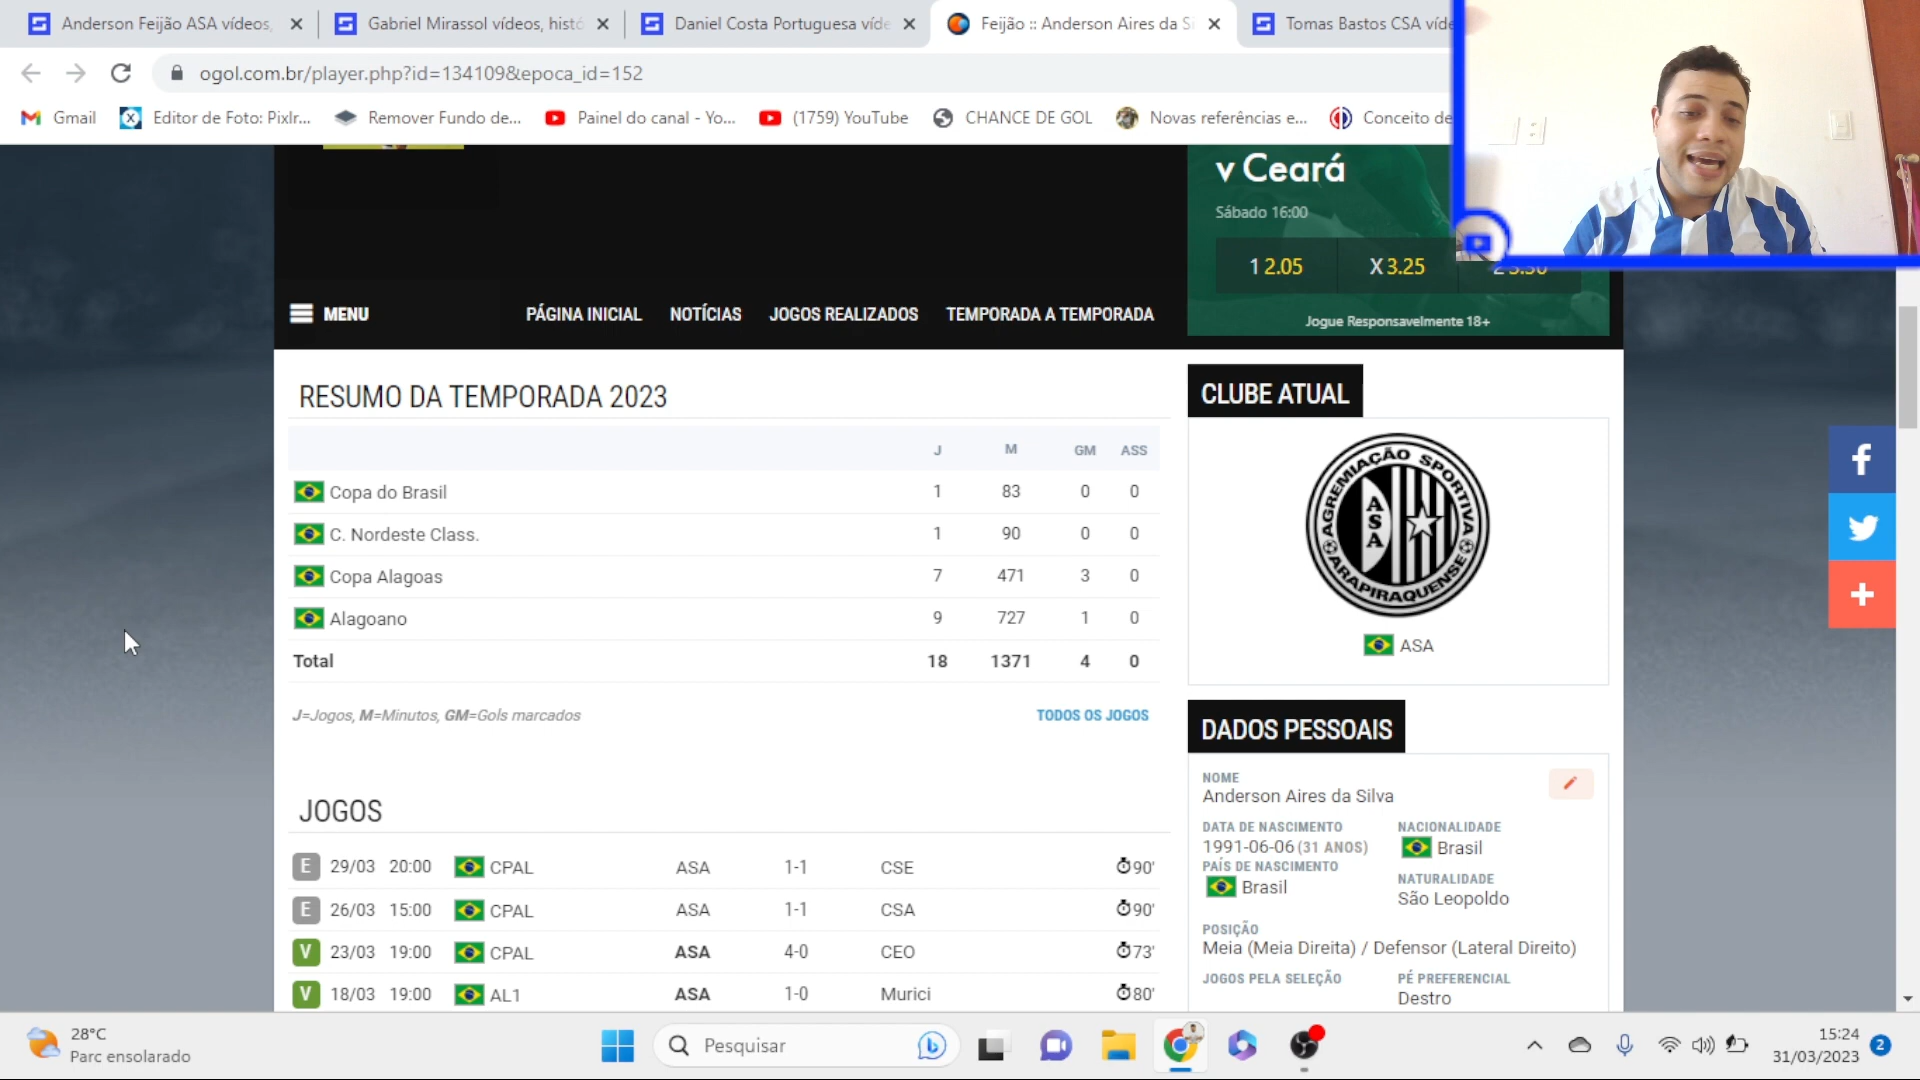 Anderson Feijão ASA vídeos,
Gabriel Mirassol vídeos, histó
Daniel Costa Portuguesa víde
Feijão :: Anderson Aires da Si
Tomas Bastos CSA víde
ogol.com.br/player.php?id=134109&epoca_id=152
Gmail
Editor de Foto: Pixlr...
Remover Fundo de...
Painel do canal - Yo...
(1759) YouTube
CHANCE DE GOL
Novas referências e...
Conceito de
v Ceará
Sábado 16:00
1 2.05
X 3.25
Jogue Responsavelmente 18+
MENU
PÁGINA INICIAL
NOTÍCIAS
JOGOS REALIZADOS
TEMPORADA A TEMPORADA
RESUMO DA TEMPORADA 2023
J M GM ASS
Copa do Brasil 1 83 0 0
C. Nordeste Class. 1 90 0 0
Copa Alagoas 7 471 3 0
Alagoano 9 727 1 0
Total 18 1371 4 0
J=Jogos, M=Minutos, GM=Gols marcados
TODOS OS JOGOS
JOGOS
E 29/03 20:00 CPAL ASA 1-1 CSE 90'
E 26/03 15:00 CPAL ASA 1-1 CSA 90'
V 23/03 19:00 CPAL ASA 4-0 CEO 73'
V 18/03 19:00 AL1 ASA 1-0 Murici 80'
CLUBE ATUAL
AGREMIAÇÃO SPORTIVA
ASA
ARAPIRAQUENSE
ASA
DADOS PESSOAIS
NOME
Anderson Aires da Silva
DATA DE NASCIMENTO
1991-06-06 (31 ANOS)
NACIONALIDADE
Brasil
PAÍS DE NASCIMENTO
Brasil
NATURALIDADE
São Leopoldo
POSIÇÃO
Meia (Meia Direita) / Defensor (Lateral Direito)
JOGOS PELA SELEÇÃO
PÉ PREFERENCIAL
Destro
28°C
Parc ensolarado
Pesquisar
15:24
31/03/2023
2